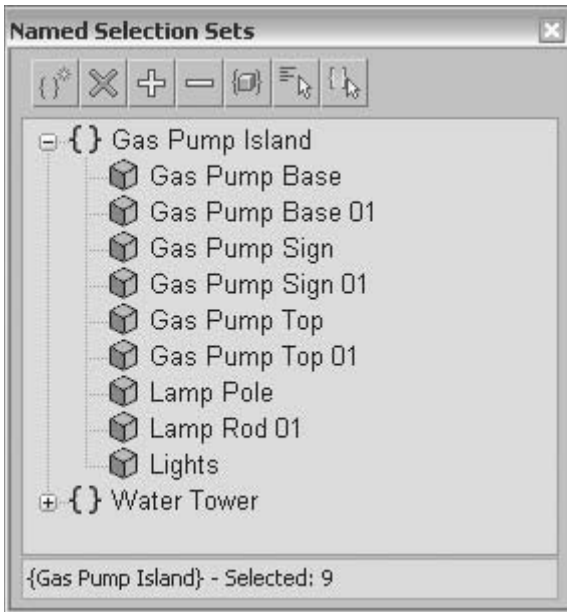 Named Selection Sets
{} Gas Pump Island
Gas Pump Base
Gas Pump Base 01
Gas Pump Sign
Gas Pump Sign 01
Gas Pump Top
Gas Pump Top 01
Lamp Pole
Lamp Rod 01
Lights
{} Water Tower
{Gas Pump Island} - Selected: 9